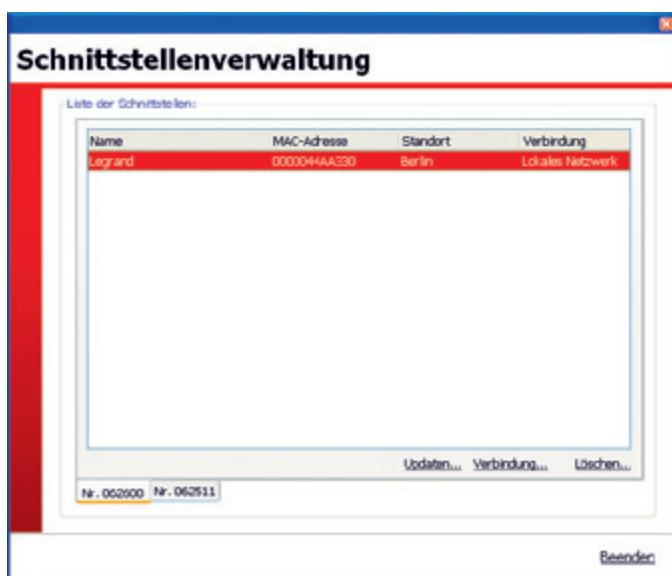 Schnittstellenverwaltung
Liste der Schnittstellen:
Name MAC-Adresse Standort Verbindung
Legrand 0000044AA330 Berlin Lokales Netzwerk
Updaten... Verbindung... Löschen...
Nr. 062600 Nr. 062511
Beenden